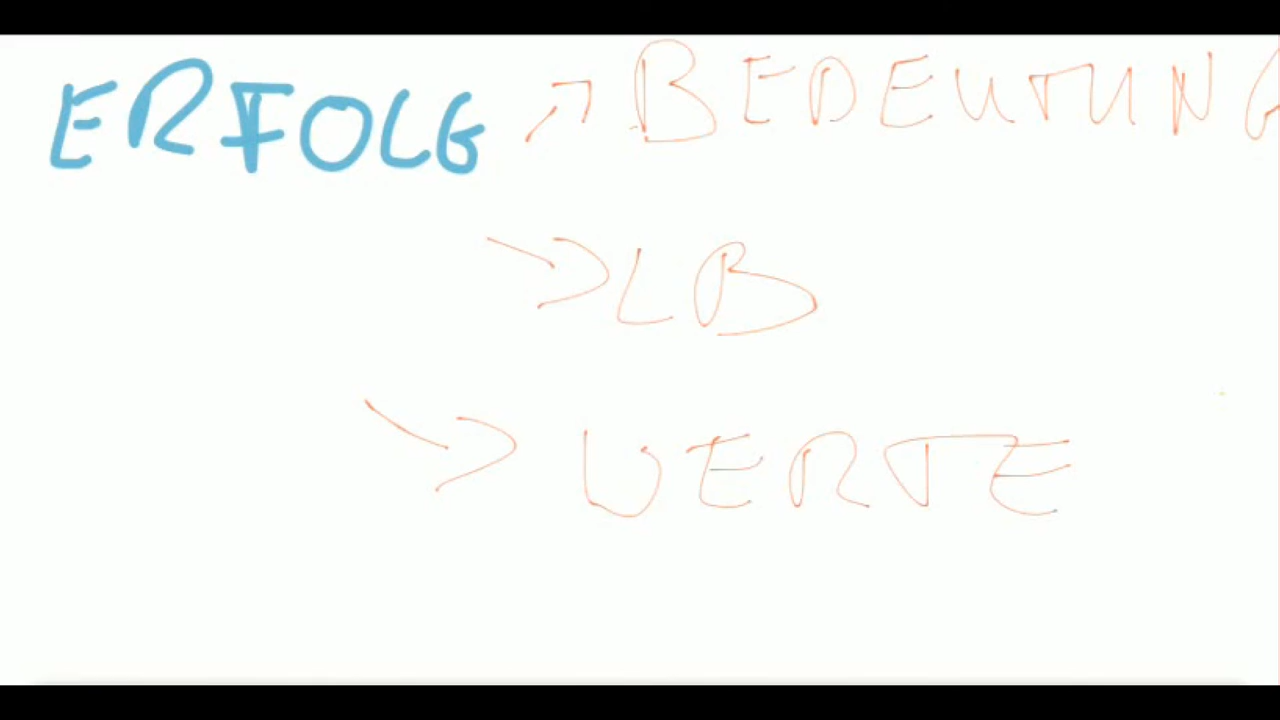 ERFOLG ↗ BEDEUTUNG
→ LB
→ WERTE